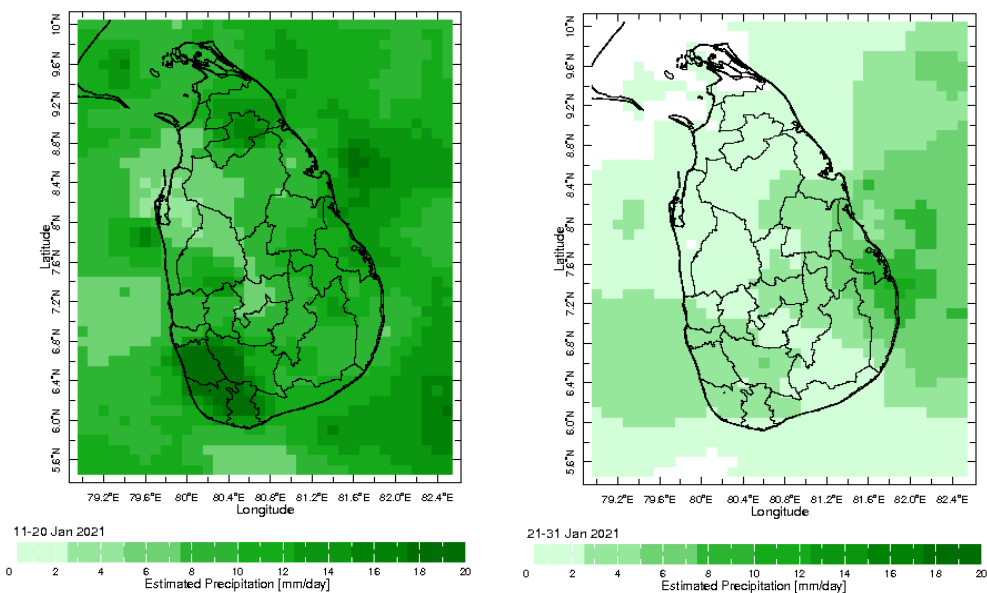 10°N
9.6°N
9.2°N
8.8°N
8.4°N
8°N
7.6°N
7.2°N
6.8°N
6.4°N
6.0°N
5.6°N
Latitude
79.2°E 79.6°E 80°E 80.4°E 80.8°E 81.2°E 81.6°E 82.0°E 82.4°E
Longitude
11-20 Jan 2021
0 2 4 6 8 10 12 14 16 18 20
Estimated Precipitation [mm/day]
10°N
9.6°N
9.2°N
8.8°N
8.4°N
8°N
7.6°N
7.2°N
6.8°N
6.4°N
6.0°N
5.6°N
Latitude
79.2°E 79.6°E 80°E 80.4°E 80.8°E 81.2°E 81.6°E 82.0°E 82.4°E
Longitude
21-31 Jan 2021
0 2 4 6 8 10 12 14 16 18 20
Estimated Precipitation [mm/day]